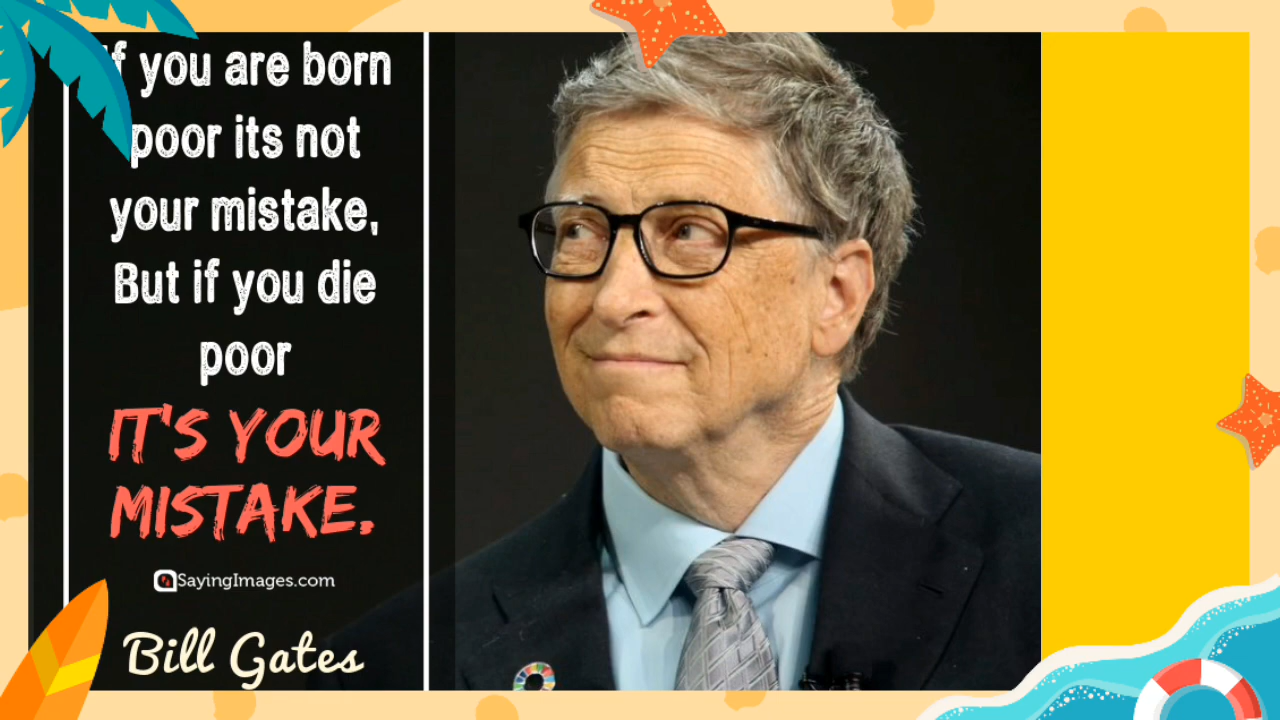 If you are born
poor its not
your mistake,
But if you die
poor
IT'S YOUR
MISTAKE.
SayingImages.com
Bill Gates